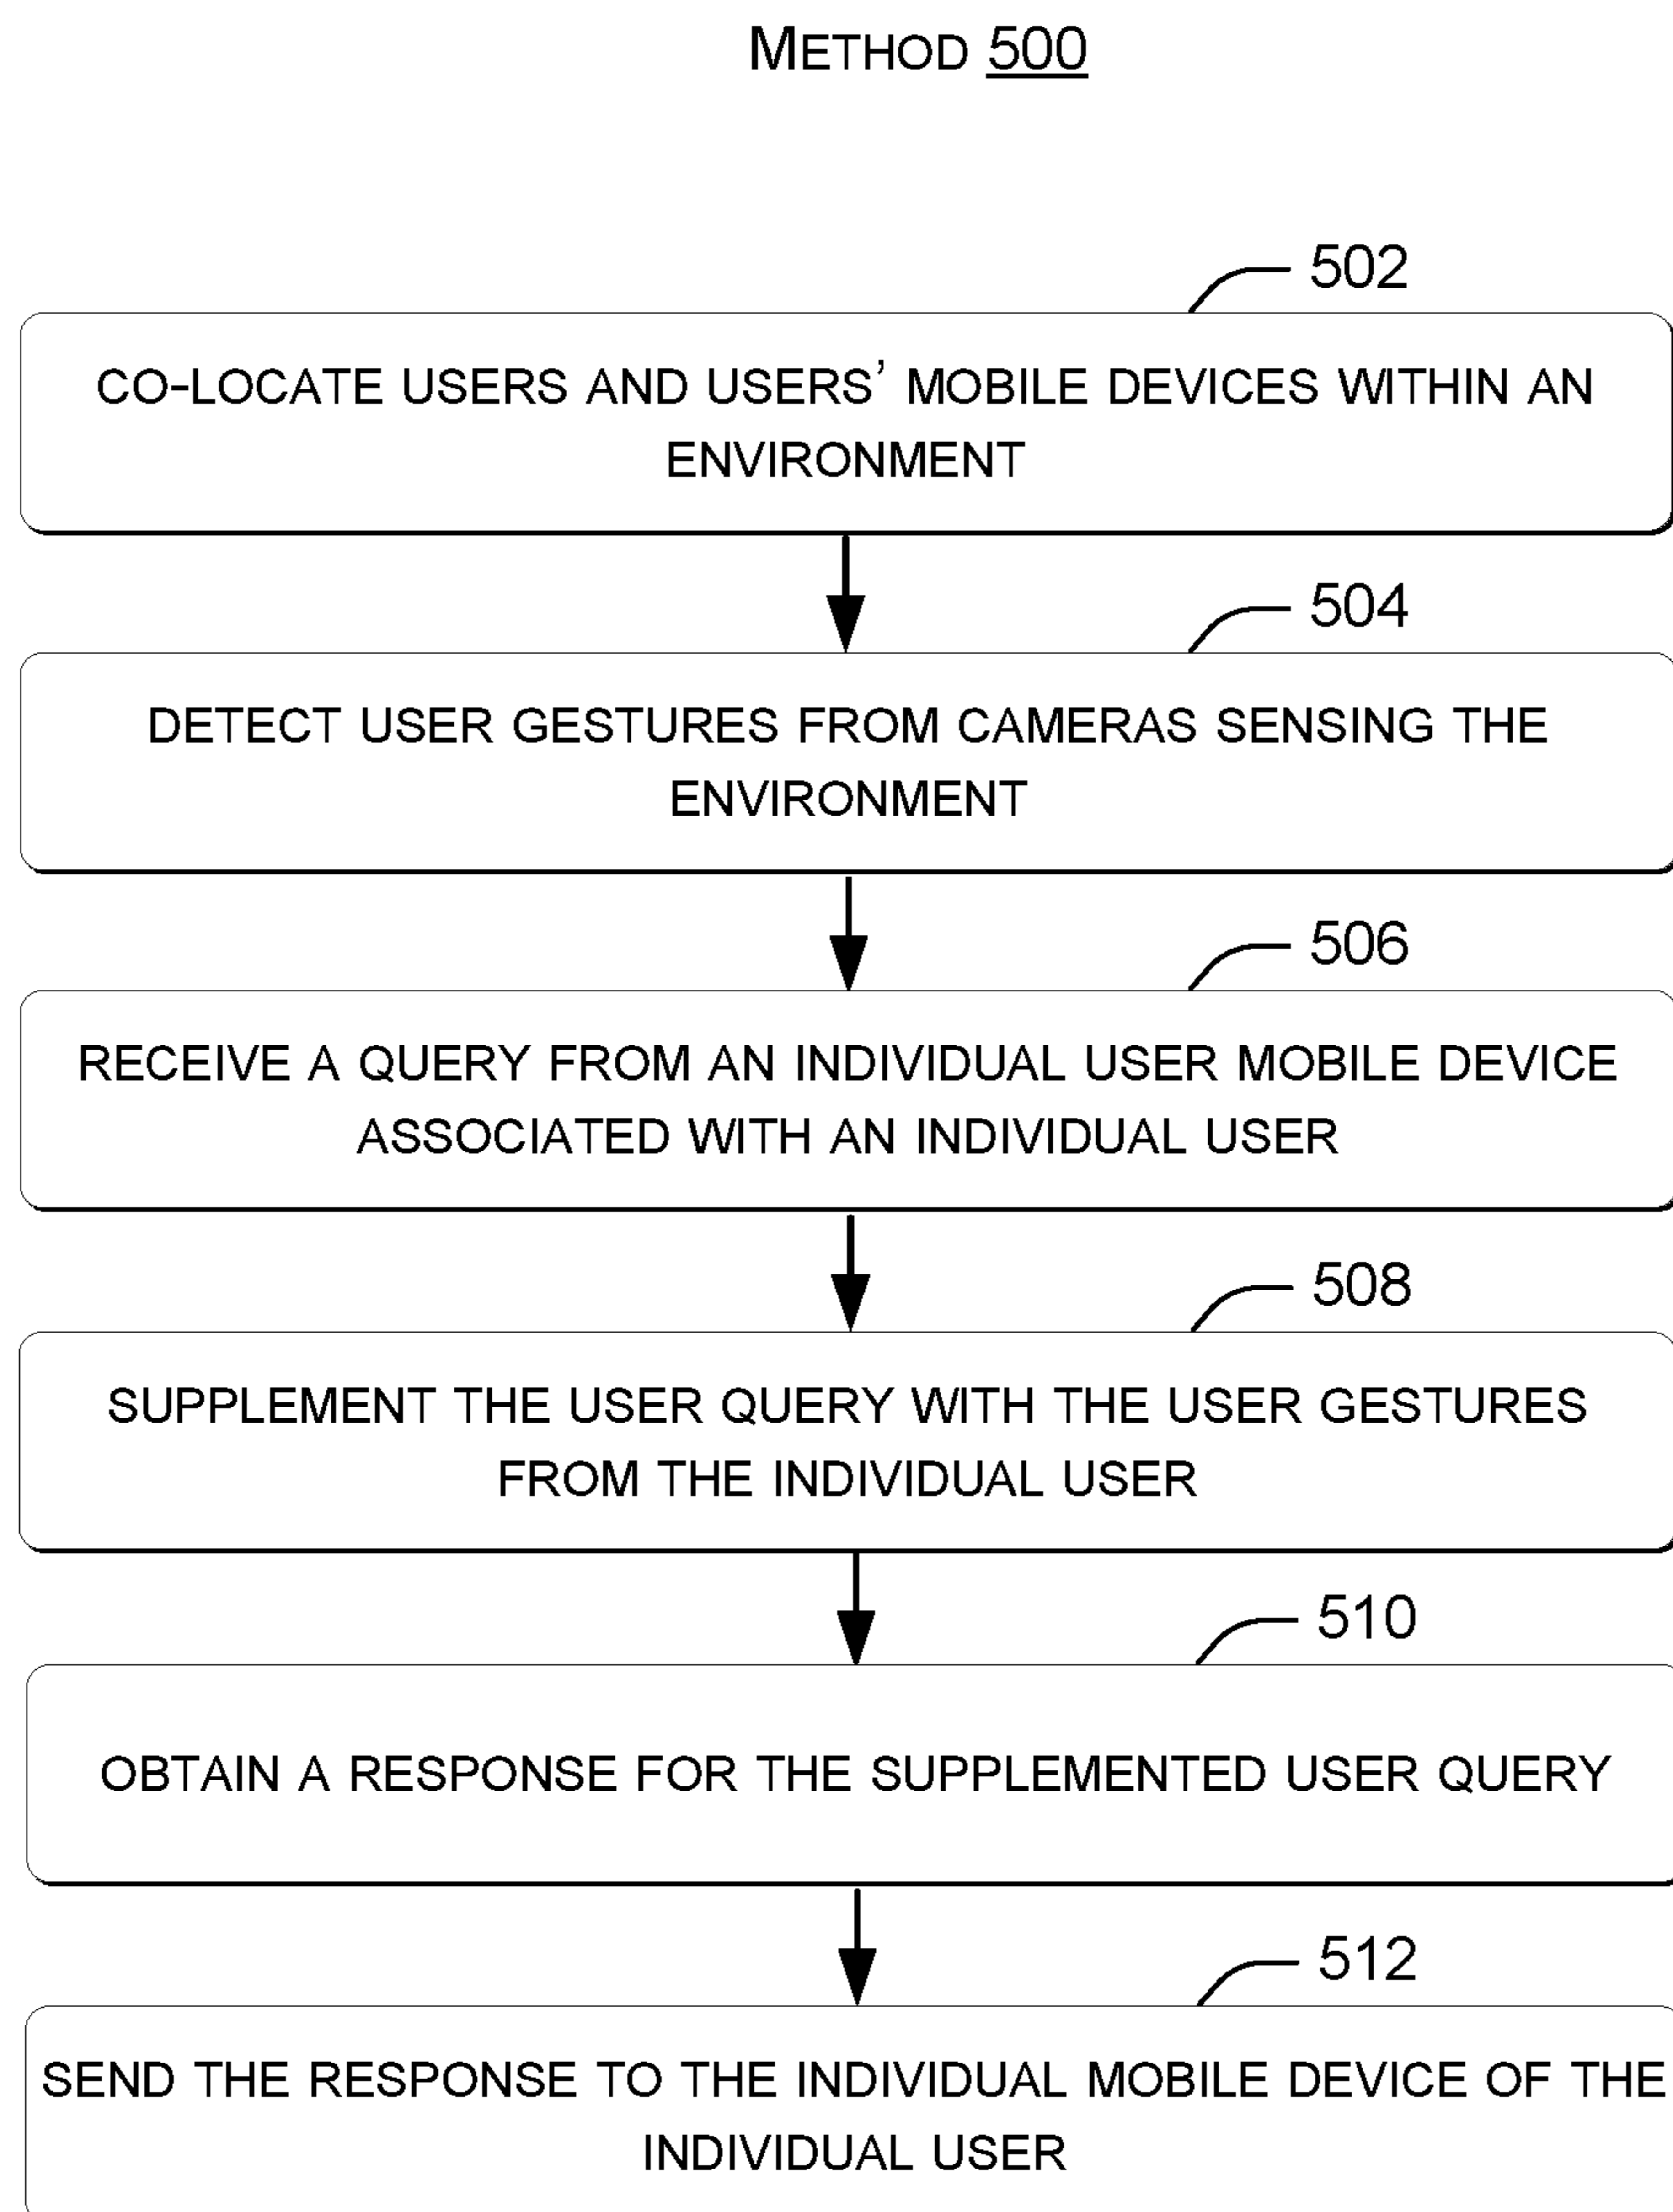 METHOD 500
502
CO-LOCATE USERS AND USERS' MOBILE DEVICES WITHIN AN
ENVIRONMENT
504
DETECT USER GESTURES FROM CAMERAS SENSING THE
ENVIRONMENT
506
RECEIVE A QUERY FROM AN INDIVIDUAL USER MOBILE DEVICE
ASSOCIATED WITH AN INDIVIDUAL USER
508
SUPPLEMENT THE USER QUERY WITH THE USER GESTURES
FROM THE INDIVIDUAL USER
510
OBTAIN A RESPONSE FOR THE SUPPLEMENTED USER QUERY
512
SEND THE RESPONSE TO THE INDIVIDUAL MOBILE DEVICE OF THE
INDIVIDUAL USER